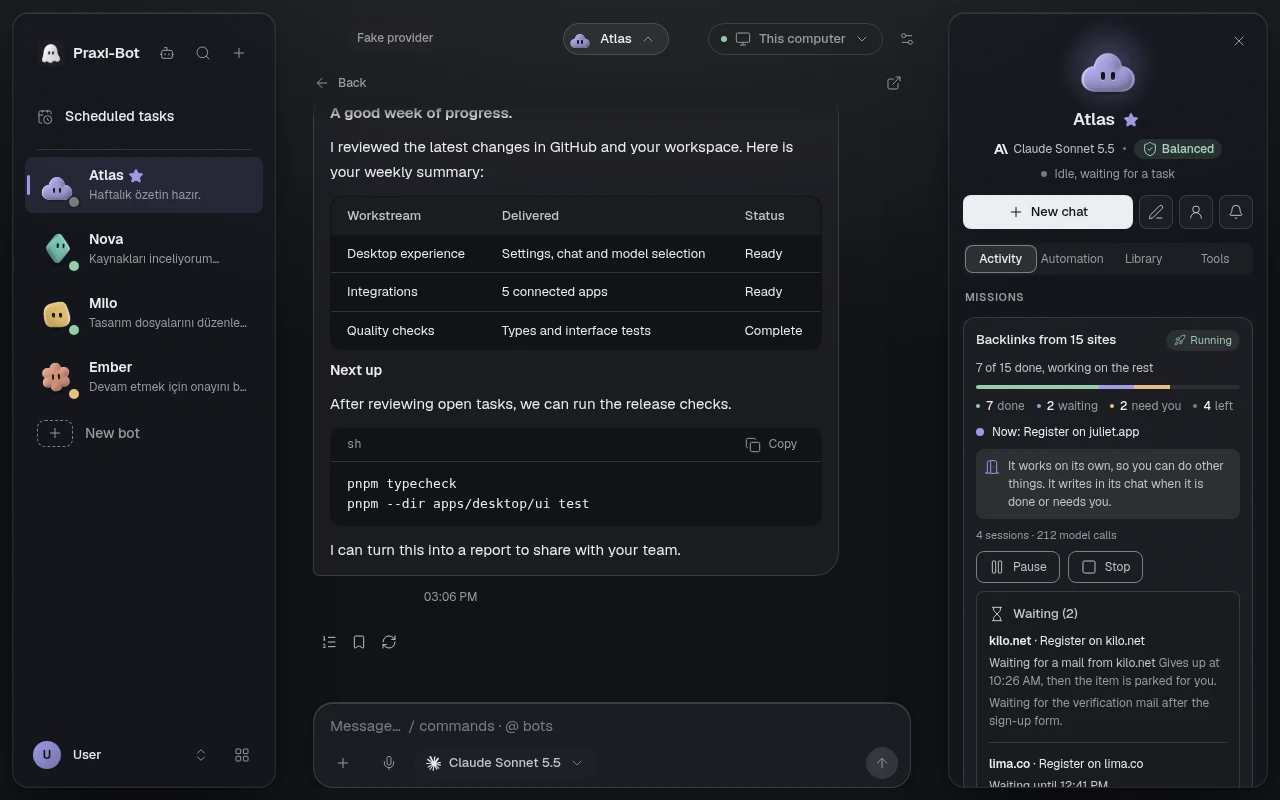 Praxi-Bot
Scheduled tasks
Atlas
Haftalık özetin hazır.
Nova
Kaynakları inceliyorum…
Milo
Tasarım dosyalarını düzenle…
Ember
Devam etmek için onayını b…
New bot
U User
Fake provider
Atlas
This computer
Back
A good week of progress.
I reviewed the latest changes in GitHub and your workspace. Here is
your weekly summary:
Workstream Delivered Status
Desktop experience Settings, chat and model selection Ready
Integrations 5 connected apps Ready
Quality checks Types and interface tests Complete
Next up
After reviewing open tasks, we can run the release checks.
sh Copy
pnpm typecheck
pnpm --dir apps/desktop/ui test
I can turn this into a report to share with your team.
03:06 PM
Message… / commands · @ bots
Claude Sonnet 5.5
Atlas
Claude Sonnet 5.5 • Balanced
Idle, waiting for a task
New chat
Activity Automation Library Tools
MISSIONS
Backlinks from 15 sites Running
7 of 15 done, working on the rest
7 done 2 waiting 2 need you 4 left
Now: Register on juliet.app
It works on its own, so you can do other
things. It writes in its chat when it is
done or needs you.
4 sessions · 212 model calls
Pause Stop
Waiting (2)
kilo.net · Register on kilo.net
Waiting for a mail from kilo.net Gives up at
10:26 AM, then the item is parked for you.
Waiting for the verification mail after the
sign-up form.
lima.co · Register on lima.co
Waiting until 12:41 PM